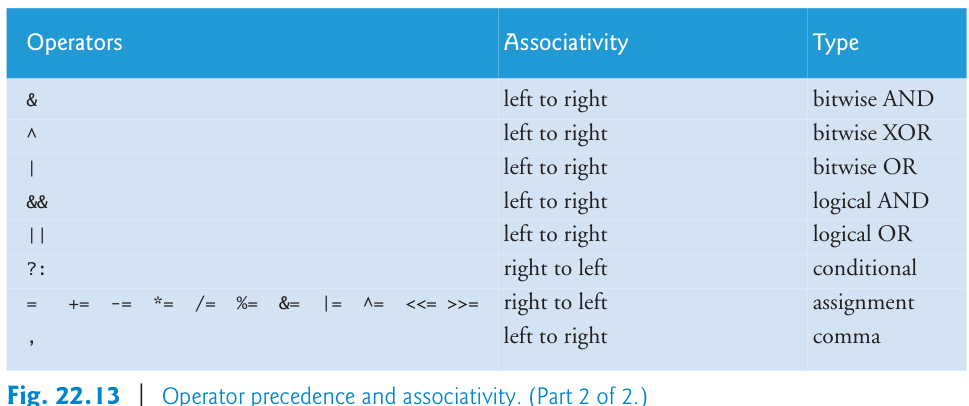 Operators Associativity Type
& left to right bitwise AND
^ left to right bitwise XOR
| left to right bitwise OR
&& left to right logical AND
|| left to right logical OR
?: right to left conditional
= += -= *= /= %= &= |= ^= <<= >>= right to left assignment
, left to right comma
Fig. 22.13 | Operator precedence and associativity. (Part 2 of 2.)